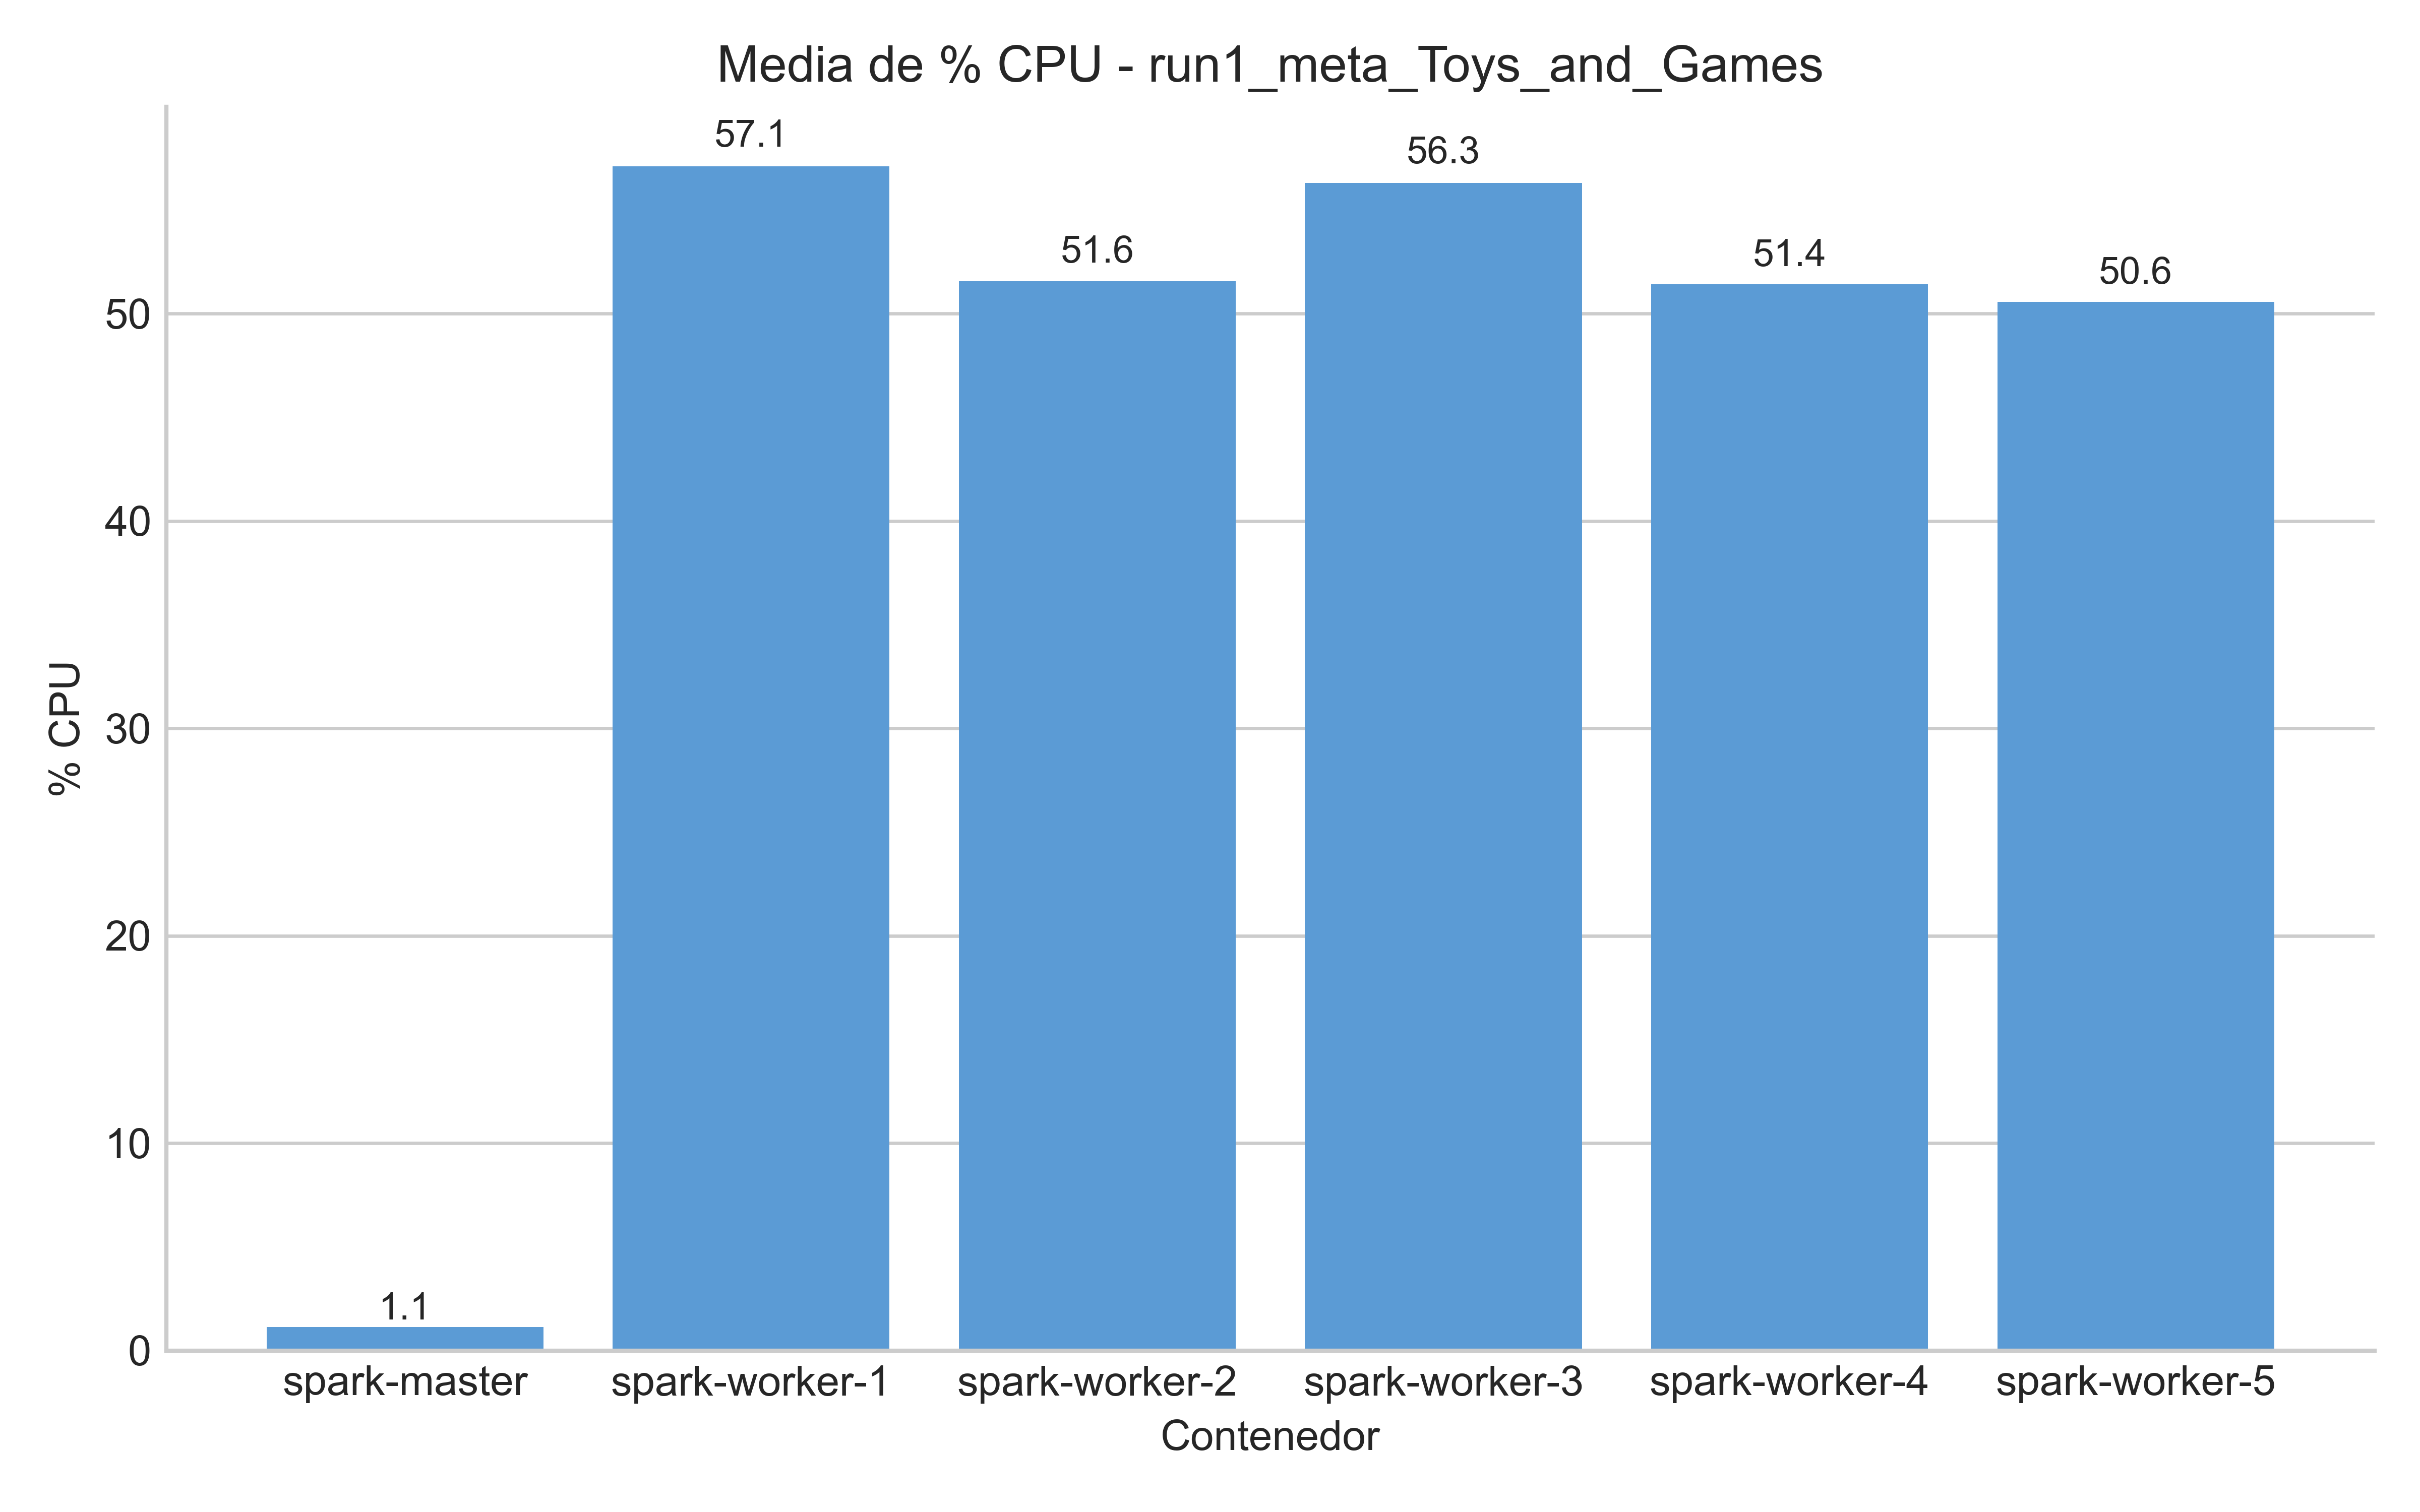 Media de % CPU - run1_meta_Toys_and_Games
57.1
56.3
51.6
51.4
50.6
1.1
50
40
30
20
10
0
% CPU
spark-master
spark-worker-1
spark-worker-2
spark-worker-3
spark-worker-4
spark-worker-5
Contenedor